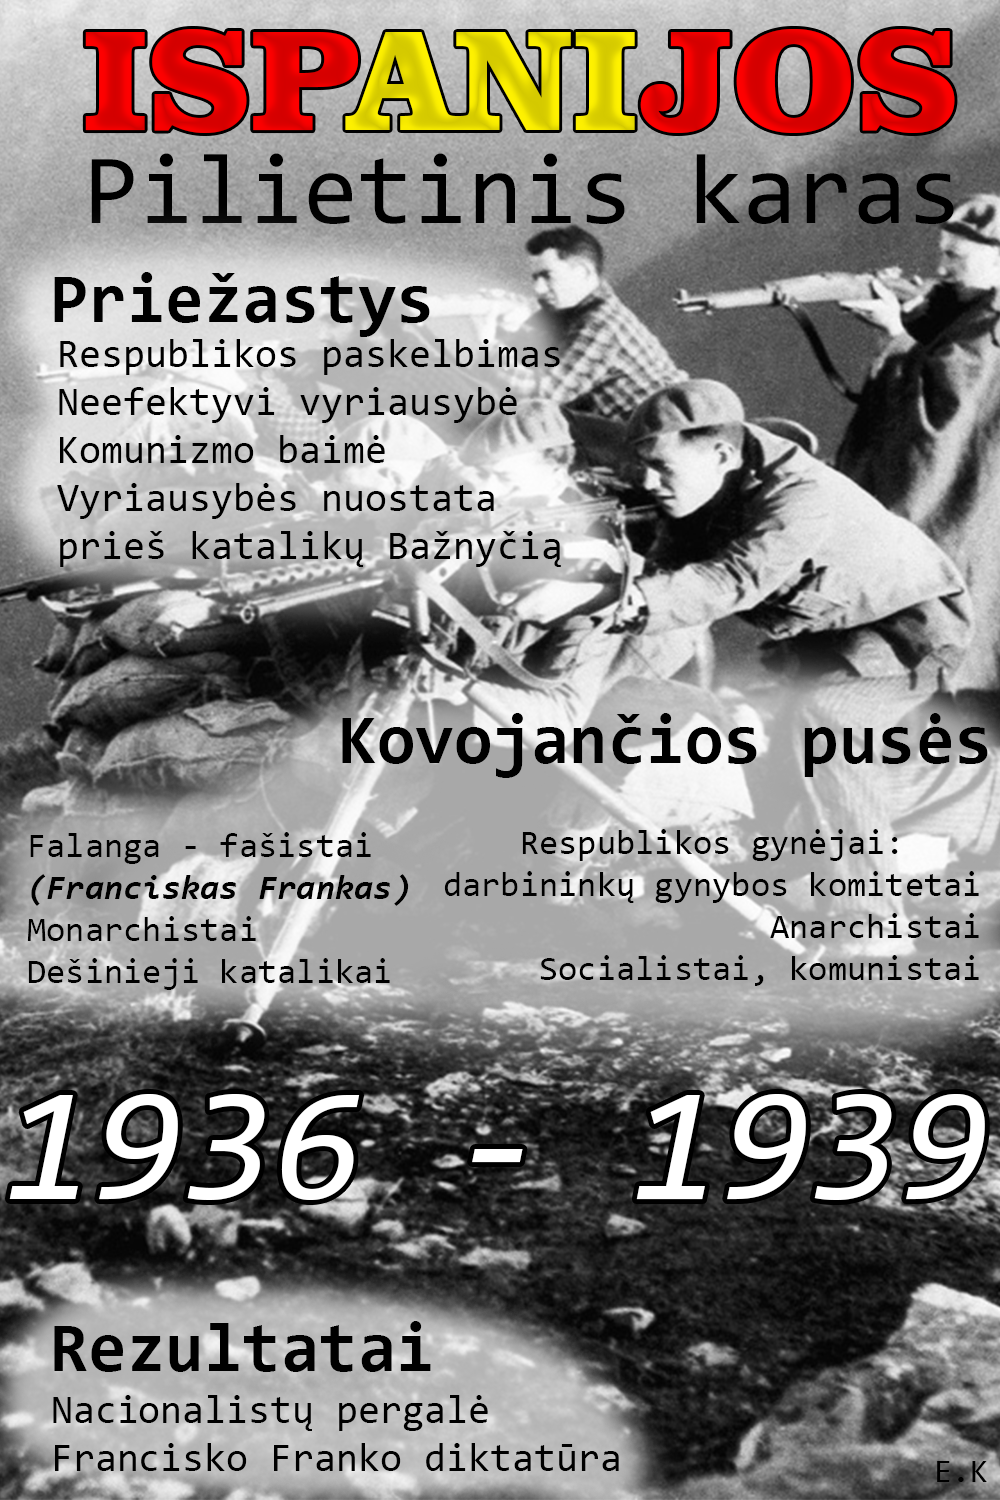 ISPANIJOS
Pilietinis karas
Priežastys
Respublikos paskelbimas
Neefektyvi vyriausybė
Komunizmo baimė
Vyriausybės nuostata
prieš katalikų Bažnyčią
Kovojančios pusės
Falanga - fašistai
(Franciskas Frankas)
Monarchistai
Dešinieji katalikai
Respublikos gynėjai:
darbininkų gynybos komitetai
Anarchistai
Socialistai, komunistai
1936 - 1939
Rezultatai
Nacionalistų pergalė
Francisko Franko diktatūra
E.K